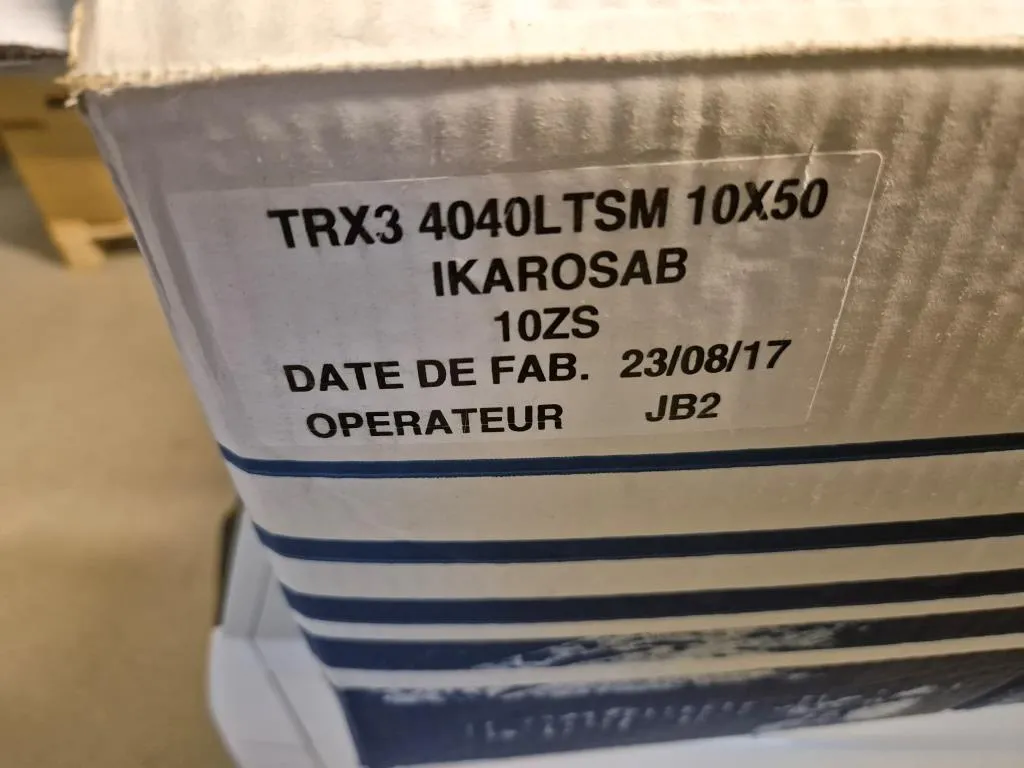 TRX3 4040LTSM 10X50
IKAROSAB
10ZS
DATE DE FAB. 23/08/17
OPERATEUR JB2